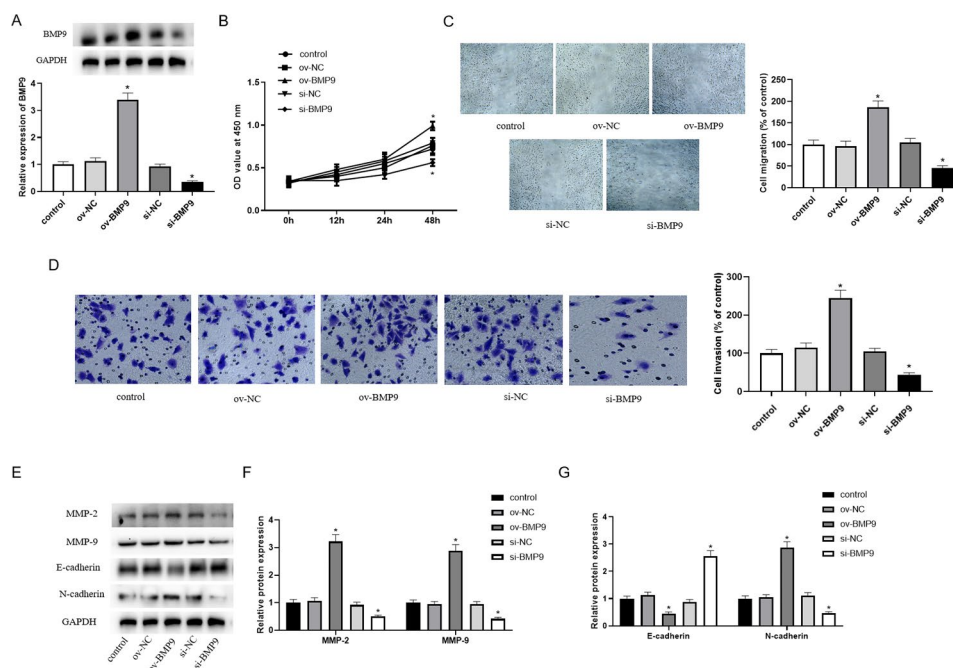 A
BMP9
GAPDH
Relative expression of BMP9
5
4
3
2
1
0
*
*
control
ov-NC
ov-BMP9
si-NC
si-BMP9
B
control
ov-NC
ov-BMP9
si-NC
si-BMP9
OD value at 450 nm
1.5
1.0
0.5
0.0
*
*
0h
12h
24h
48h
C
control
ov-NC
ov-BMP9
si-NC
si-BMP9
Cell migration (% of control)
250
200
150
100
50
0
*
*
control
ov-NC
ov-BMP9
si-NC
si-BMP9
D
control
ov-NC
ov-BMP9
si-NC
si-BMP9
Cell invasion (% of control)
300
200
100
0
*
*
control
ov-NC
ov-BMP9
si-NC
si-BMP9
E
MMP-2
MMP-9
E-cadherin
N-cadherin
GAPDH
control
ov-NC
ov-BMP9
si-NC
si-BMP9
F
control
ov-NC
ov-BMP9
si-NC
si-BMP9
Relative protein expression
4
3
2
1
0
*
*
*
*
MMP-2
MMP-9
G
control
ov-NC
ov-BMP9
si-NC
si-BMP9
Relative protein expression
4
3
2
1
0
*
*
*
*
E-cadherin
N-cadherin